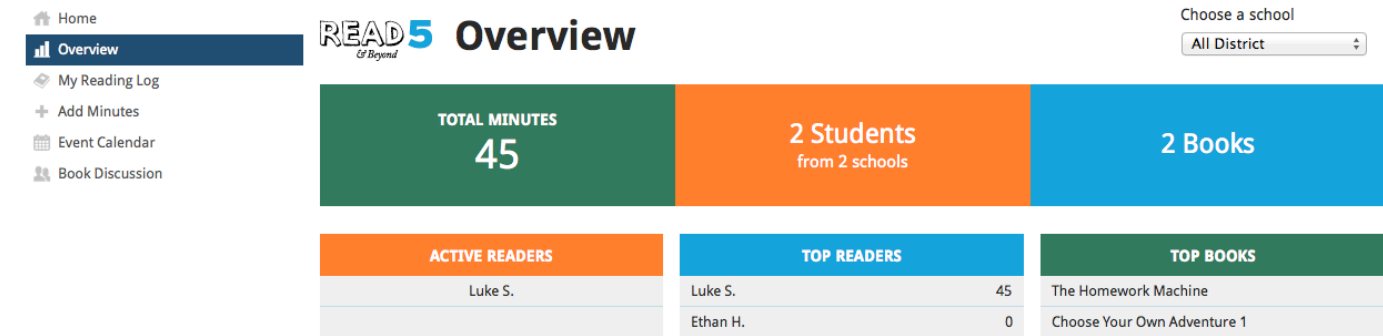 Home
Overview
My Reading Log
Add Minutes
Event Calendar
Book Discussion
READ 5
& Beyond
Overview
Choose a school
All District
TOTAL MINUTES
45
2 Students
from 2 schools
2 Books
ACTIVE READERS
Luke S.
TOP READERS
Luke S. 45
Ethan H. 0
TOP BOOKS
The Homework Machine
Choose Your Own Adventure 1